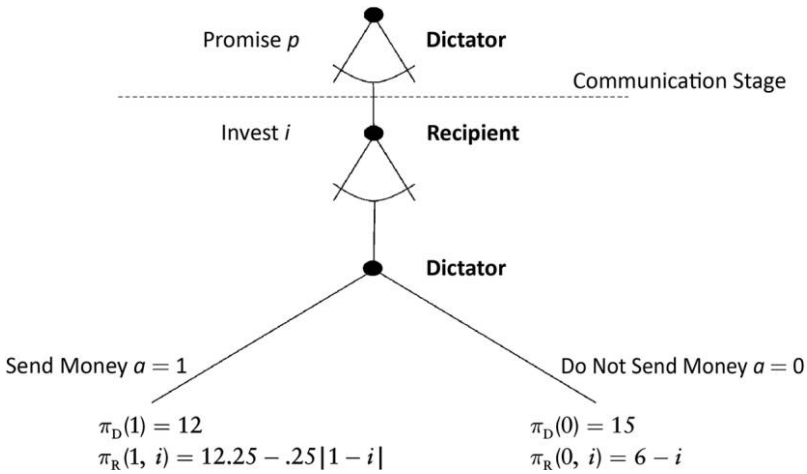 Promise p Dictator
Communication Stage
Invest i Recipient
Dictator
Send Money a = 1 Do Not Send Money a = 0
π_D(1) = 12 π_D(0) = 15
π_R(1, i) = 12.25 − .25|1 − i| π_R(0, i) = 6 − i